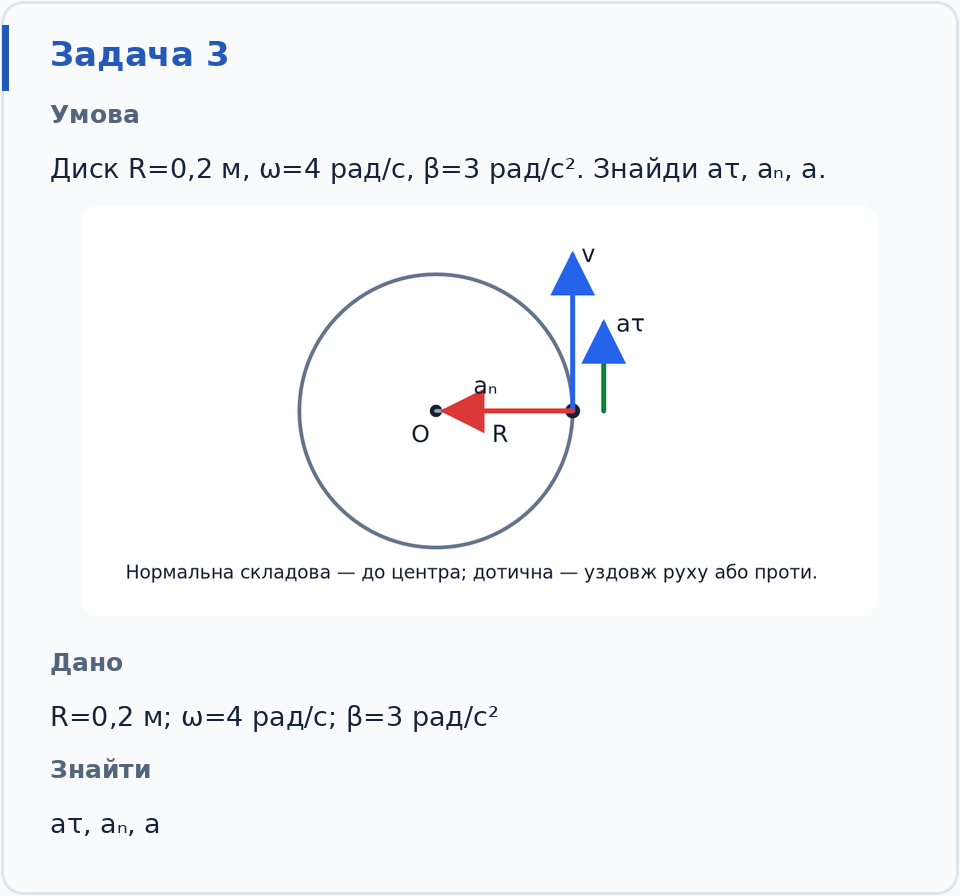 Задача 3
Умова
Диск R=0,2 м, ω=4 рад/с, β=3 рад/с². Знайди aτ, aₙ, a.
v
aτ
aₙ
O
R
Нормальна складова — до центра; дотична — уздовж руху або проти.
Дано
R=0,2 м; ω=4 рад/с; β=3 рад/с²
Знайти
aτ, aₙ, a